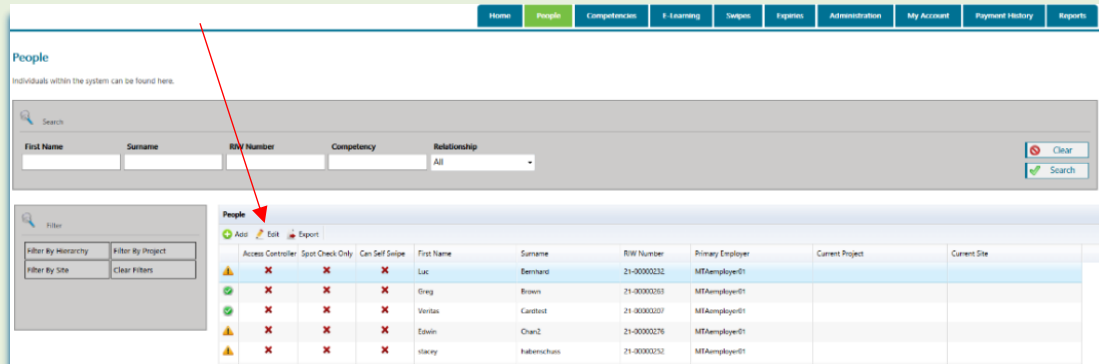 Home People Competencies E-Learning Swipes Expiries Administration My Account Payment History Reports
People
Individuals within the system can be found here.
Search
First Name Surname RIW Number Competency Relationship
All
Clear
Search
Filter
Filter By Hierarchy Filter By Project
Filter By Site Clear Filters
People
Add Edit Export
Access Controller Spot Check Only Can Self Swipe First Name Surname RIW Number Primary Employer Current Project Current Site
Luc Bernhard 21-00000232 MTAemployer01
Greg Brown 21-00000263 MTAemployer01
Veritas Cardtest 21-00000207 MTAemployer01
Edwin Chan2 21-00000276 MTAemployer01
stacey habenschuss 21-00000252 MTAemployer01